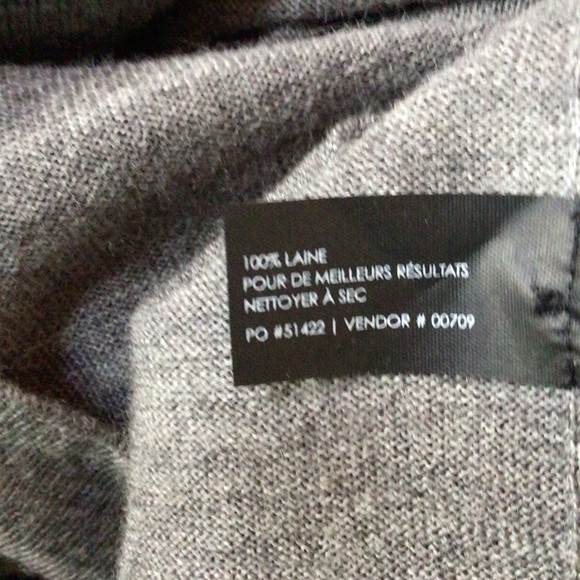 100% LAINE
POUR DE MEILLEURS RÉSULTATS
NETTOYER À SEC
PO #51422 | VENDOR # 00709